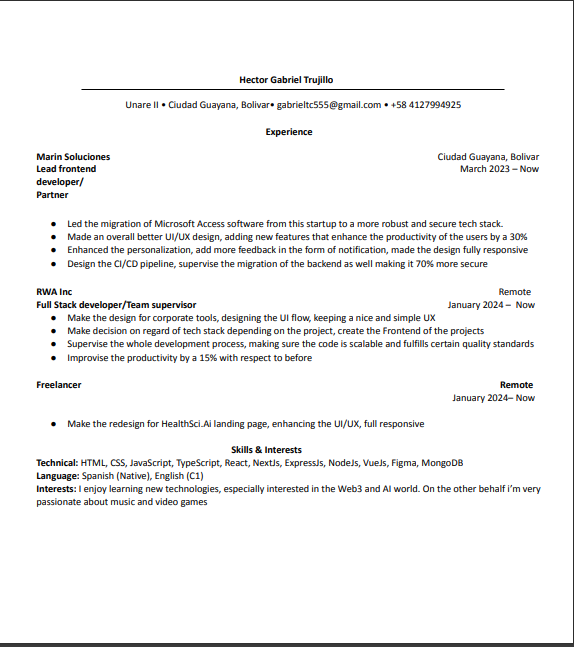 Hector Gabriel Trujillo
Unare II • Ciudad Guayana, Bolivar• gabrieltc555@gmail.com • +58 4127994925
Experience
Marin Soluciones Ciudad Guayana, Bolivar
Lead frontend March 2023 – Now
developer/
Partner
● Led the migration of Microsoft Access software from this startup to a more robust and secure tech stack.
● Made an overall better UI/UX design, adding new features that enhance the productivity of the users by a 30%
● Enhanced the personalization, add more feedback in the form of notification, made the design fully responsive
● Design the CI/CD pipeline, supervise the migration of the backend as well making it 70% more secure
RWA Inc Remote
Full Stack developer/Team supervisor January 2024 – Now
● Make the design for corporate tools, designing the UI flow, keeping a nice and simple UX
● Make decision on regard of tech stack depending on the project, create the Frontend of the projects
● Supervise the whole development process, making sure the code is scalable and fulfills certain quality standards
● Improvise the productivity by a 15% with respect to before
Freelancer Remote
January 2024– Now
● Make the redesign for HealthSci.Ai landing page, enhancing the UI/UX, full responsive
Skills & Interests
Technical: HTML, CSS, JavaScript, TypeScript, React, NextJs, ExpressJs, NodeJs, VueJs, Figma, MongoDB
Language: Spanish (Native), English (C1)
Interests: I enjoy learning new technologies, especially interested in the Web3 and AI world. On the other behalf i'm very
passionate about music and video games